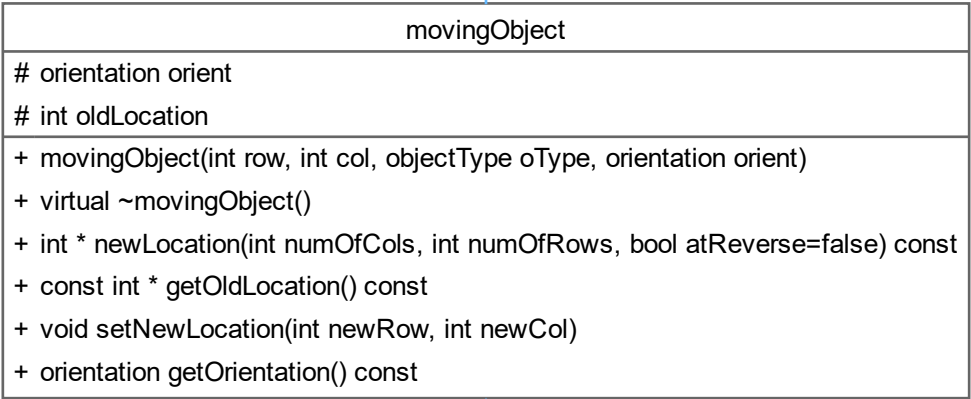 movingObject
# orientation orient
# int oldLocation
+ movingObject(int row, int col, objectType oType, orientation orient)
+ virtual ~movingObject()
+ int * newLocation(int numOfCols, int numOfRows, bool atReverse=false) const
+ const int * getOldLocation() const
+ void setNewLocation(int newRow, int newCol)
+ orientation getOrientation() const